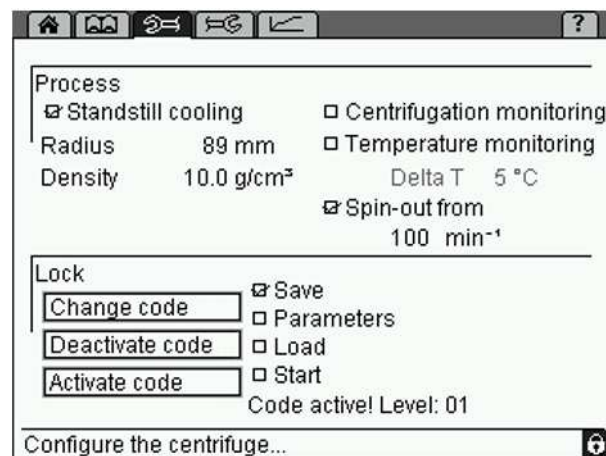 ?
Process
Standstill cooling
Centrifugation monitoring
Radius 89 mm
Temperature monitoring
Density 10.0 g/cm³
Delta T 5 °C
Spin-out from
100 min⁻¹
Lock
Change code
Save
Parameters
Deactivate code
Load
Activate code
Start
Code active! Level: 01
Configure the centrifuge...